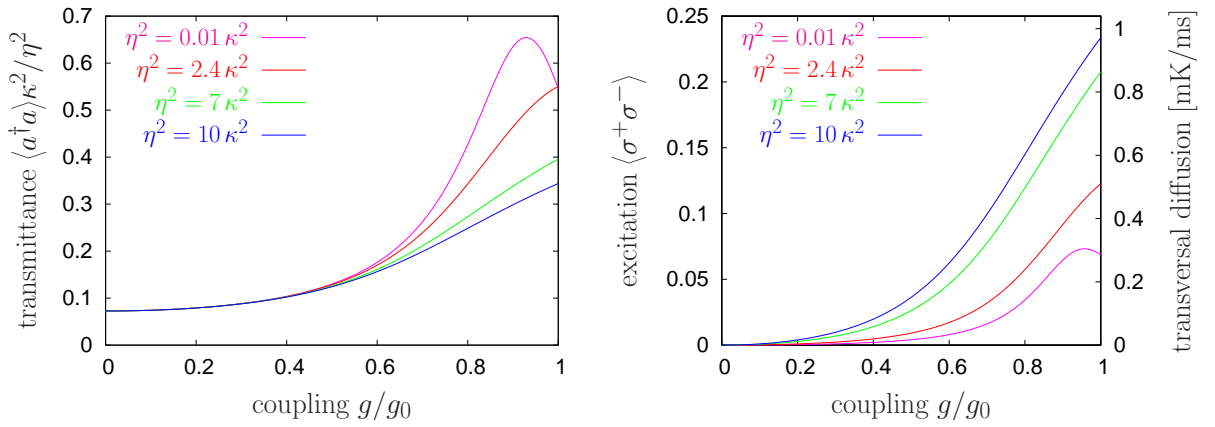 transmittance ⟨a†a⟩κ²/η²
0.7
0.6
0.5
0.4
0.3
0.2
0.1
0
η² = 0.01 κ²
η² = 2.4 κ²
η² = 7 κ²
η² = 10 κ²
0 0.2 0.4 0.6 0.8 1
coupling g/g₀
excitation ⟨σ⁺σ⁻⟩
0.25
0.2
0.15
0.1
0.05
0
η² = 0.01 κ²
η² = 2.4 κ²
η² = 7 κ²
η² = 10 κ²
1
0.8
0.6
0.4
0.2
0
transversal diffusion [mK/ms]
0 0.2 0.4 0.6 0.8 1
coupling g/g₀